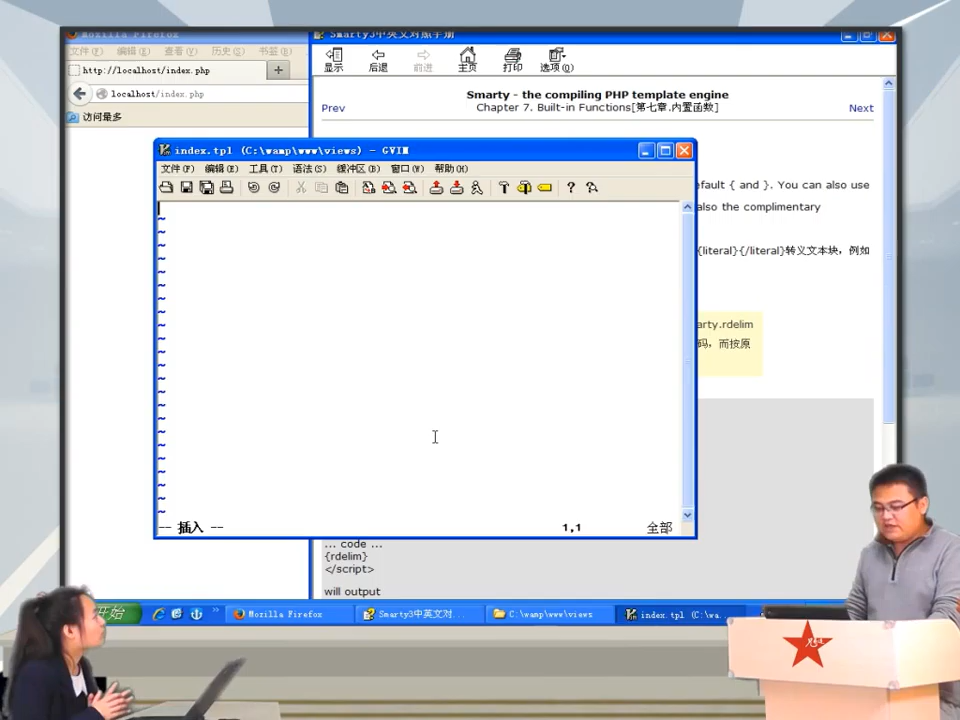 Mozilla Firefox
文件(F) 编辑(E) 查看(V) 历史(S) 书签(B)
http://localhost/index.php
localhost/index.php
访问最多
Smarty3中英文对照手册
显示 后退 前进 主页 打印 选项(O)
Smarty - the compiling PHP template engine
Prev Chapter 7. Built-in Functions[第七章.内置函数] Next
index.tpl (C:\wamp\www\views) - GVIM
文件(F) 编辑(E) 工具(T) 语法(S) 缓冲区(B) 窗口(W) 帮助(H)
efault { and }. You can also use
also the complimentary
{literal}{/literal}转义文本块，例如
arty.rdelim
码，而按原
-- 插入 -- 1,1 全部
... code ...
{rdelim}
</script>
will output
开始 Mozilla Firefox Smarty3中英文对... C:\wamp\www\views index.tpl (C:\wa...